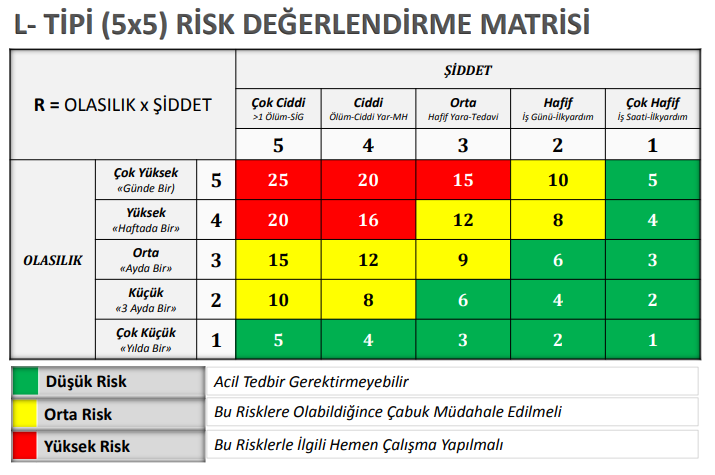 L- TİPİ (5x5) RİSK DEĞERLENDİRME MATRİSİ
R = OLASILIK x ŞİDDET
ŞİDDET
Çok Ciddi Ciddi Orta Hafif Çok Hafif
>1 Ölüm-SİG Ölüm-Ciddi Yar-MH Hafif Yara-Tedavi İş Günü-İlkyardım İş Saati-İlkyardım
5 4 3 2 1
OLASILIK
Çok Yüksek
«Günde Bir)
5 25 20 15 10 5
Yüksek
«Haftada Bir»
4 20 16 12 8 4
Orta
«Ayda Bir»
3 15 12 9 6 3
Küçük
«3 Ayda Bir»
2 10 8 6 4 2
Çok Küçük
«Yılda Bir»
1 5 4 3 2 1
Düşük Risk Acil Tedbir Gerektirmeyebilir
Orta Risk Bu Risklere Olabildiğince Çabuk Müdahale Edilmeli
Yüksek Risk Bu Risklerle İlgili Hemen Çalışma Yapılmalı